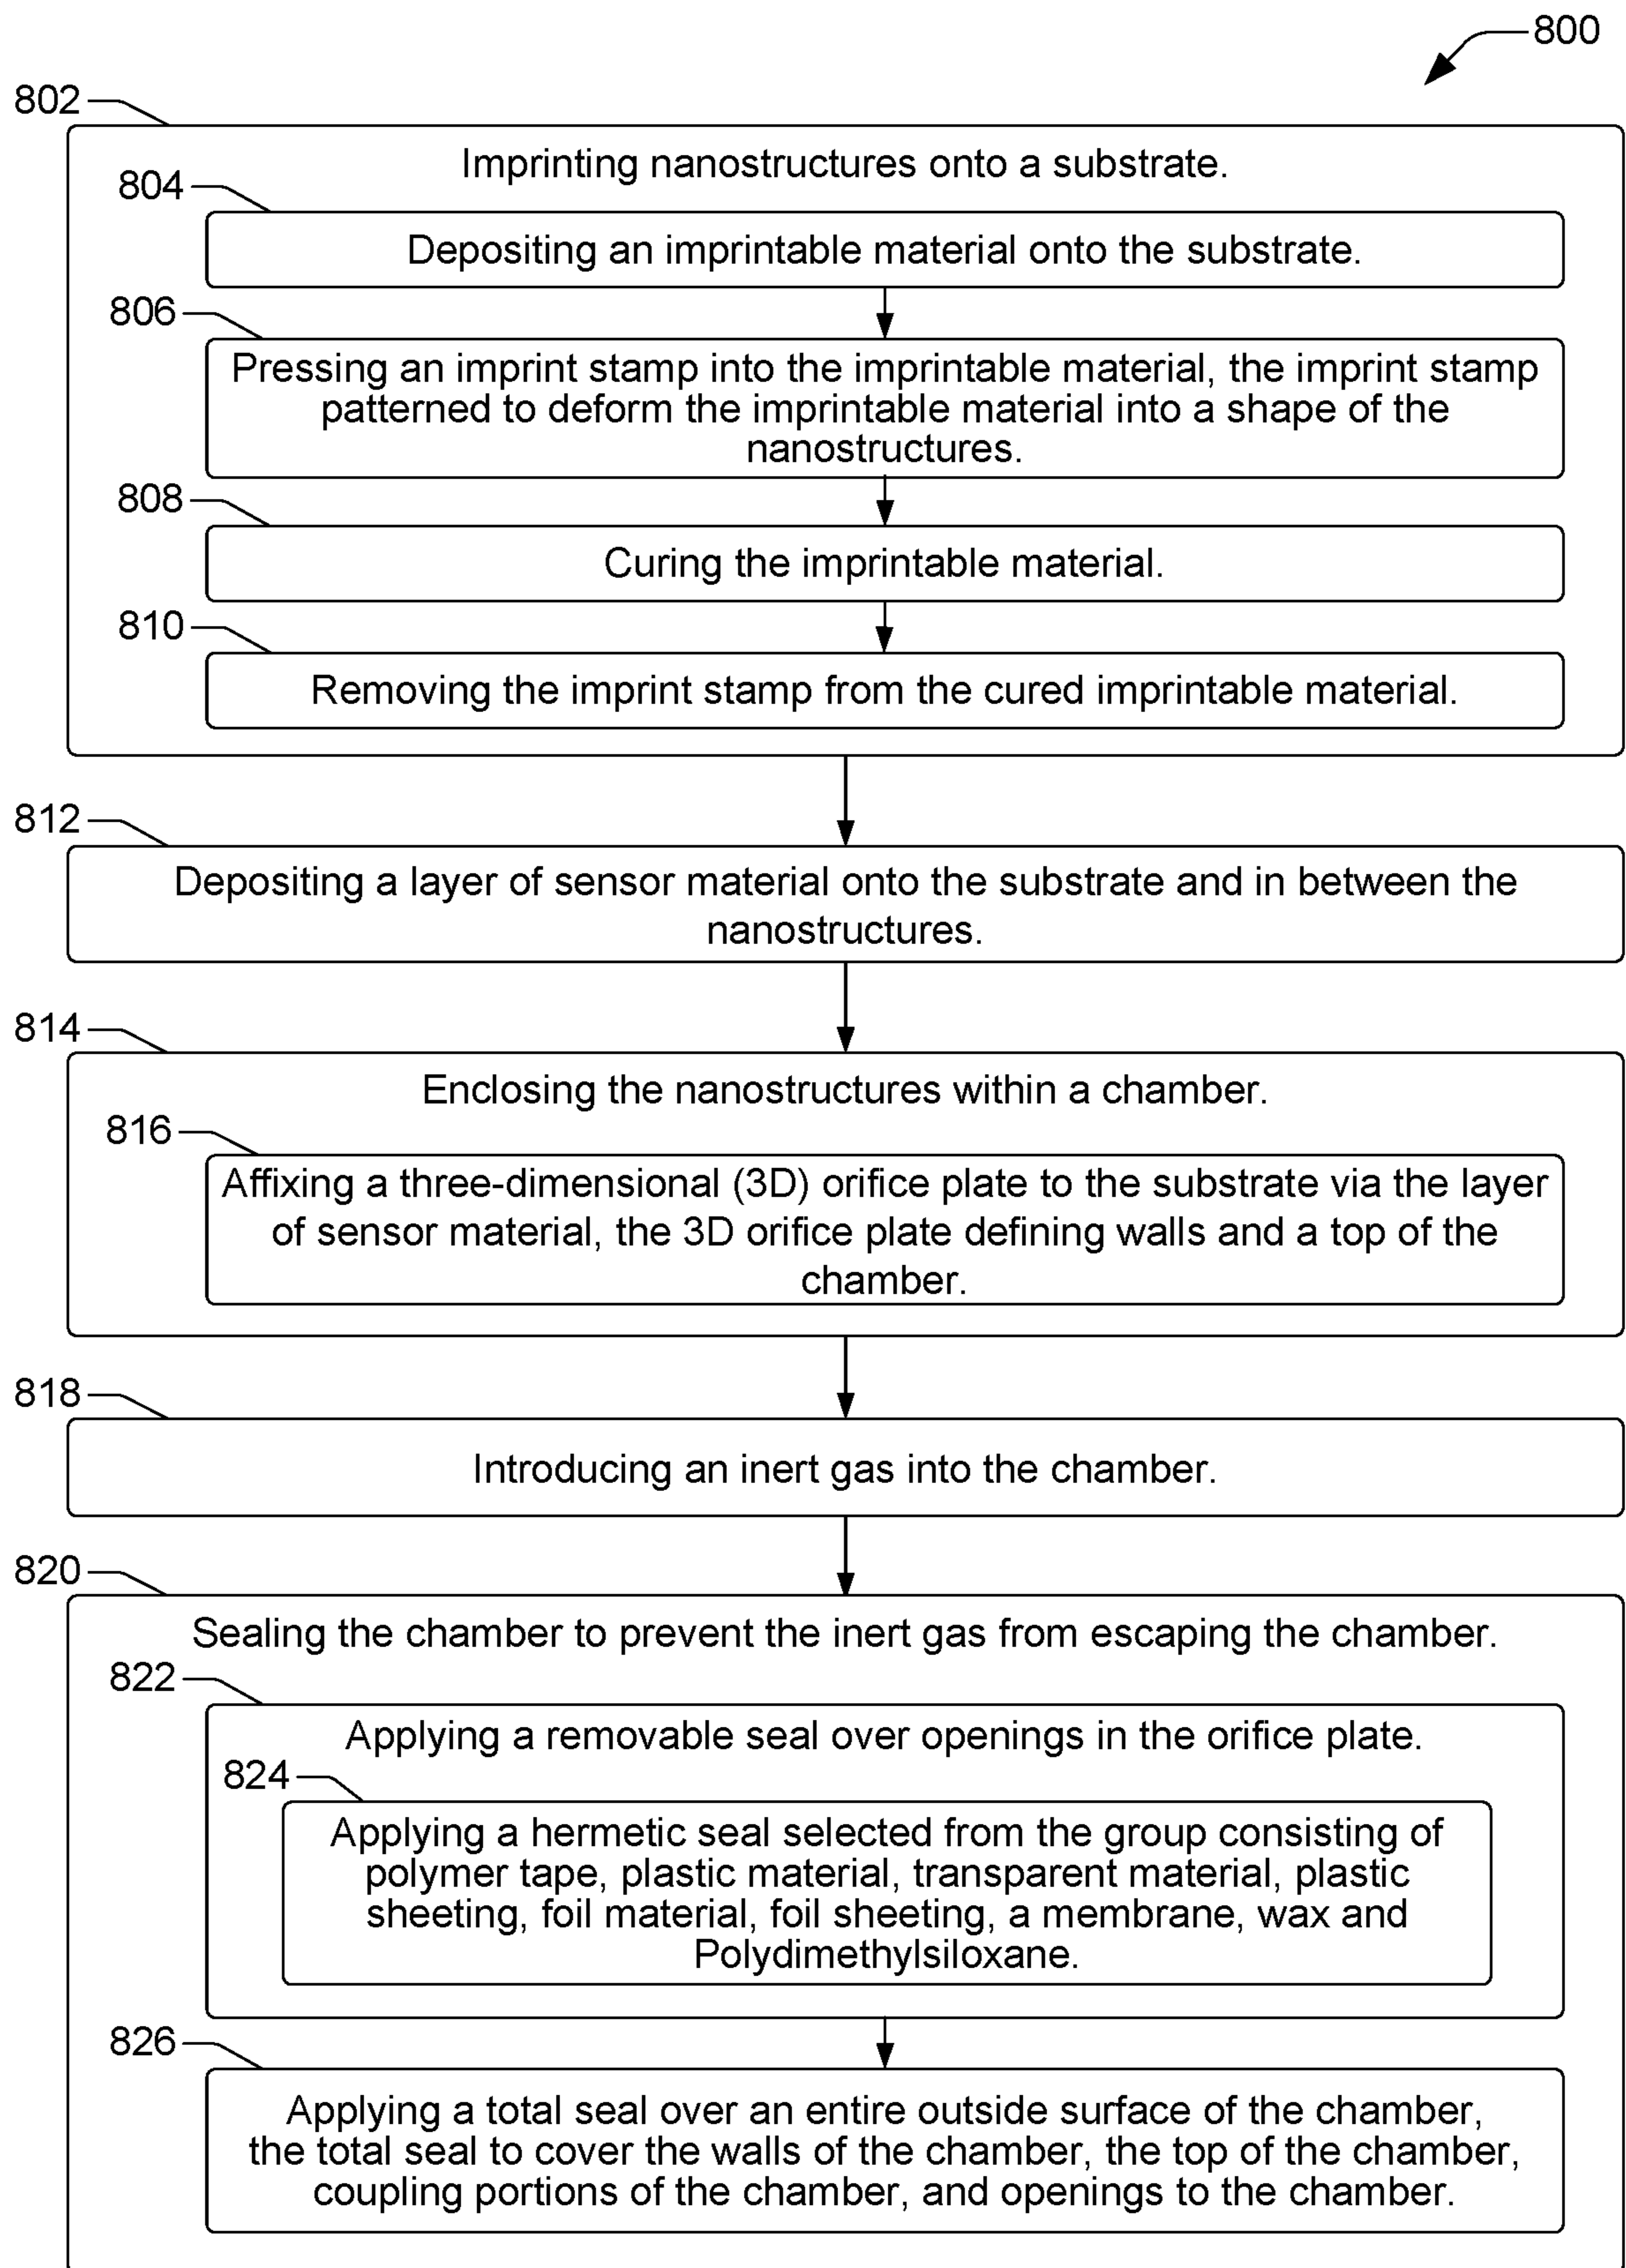 800
802
Imprinting nanostructures onto a substrate.
804
Depositing an imprintable material onto the substrate.
806
Pressing an imprint stamp into the imprintable material, the imprint stamp
patterned to deform the imprintable material into a shape of the
nanostructures.
808
Curing the imprintable material.
810
Removing the imprint stamp from the cured imprintable material.
812
Depositing a layer of sensor material onto the substrate and in between the
nanostructures.
814
Enclosing the nanostructures within a chamber.
816
Affixing a three-dimensional (3D) orifice plate to the substrate via the layer
of sensor material, the 3D orifice plate defining walls and a top of the
chamber.
818
Introducing an inert gas into the chamber.
820
Sealing the chamber to prevent the inert gas from escaping the chamber.
822
Applying a removable seal over openings in the orifice plate.
824
Applying a hermetic seal selected from the group consisting of
polymer tape, plastic material, transparent material, plastic
sheeting, foil material, foil sheeting, a membrane, wax and
Polydimethylsiloxane.
826
Applying a total seal over an entire outside surface of the chamber,
the total seal to cover the walls of the chamber, the top of the chamber,
coupling portions of the chamber, and openings to the chamber.